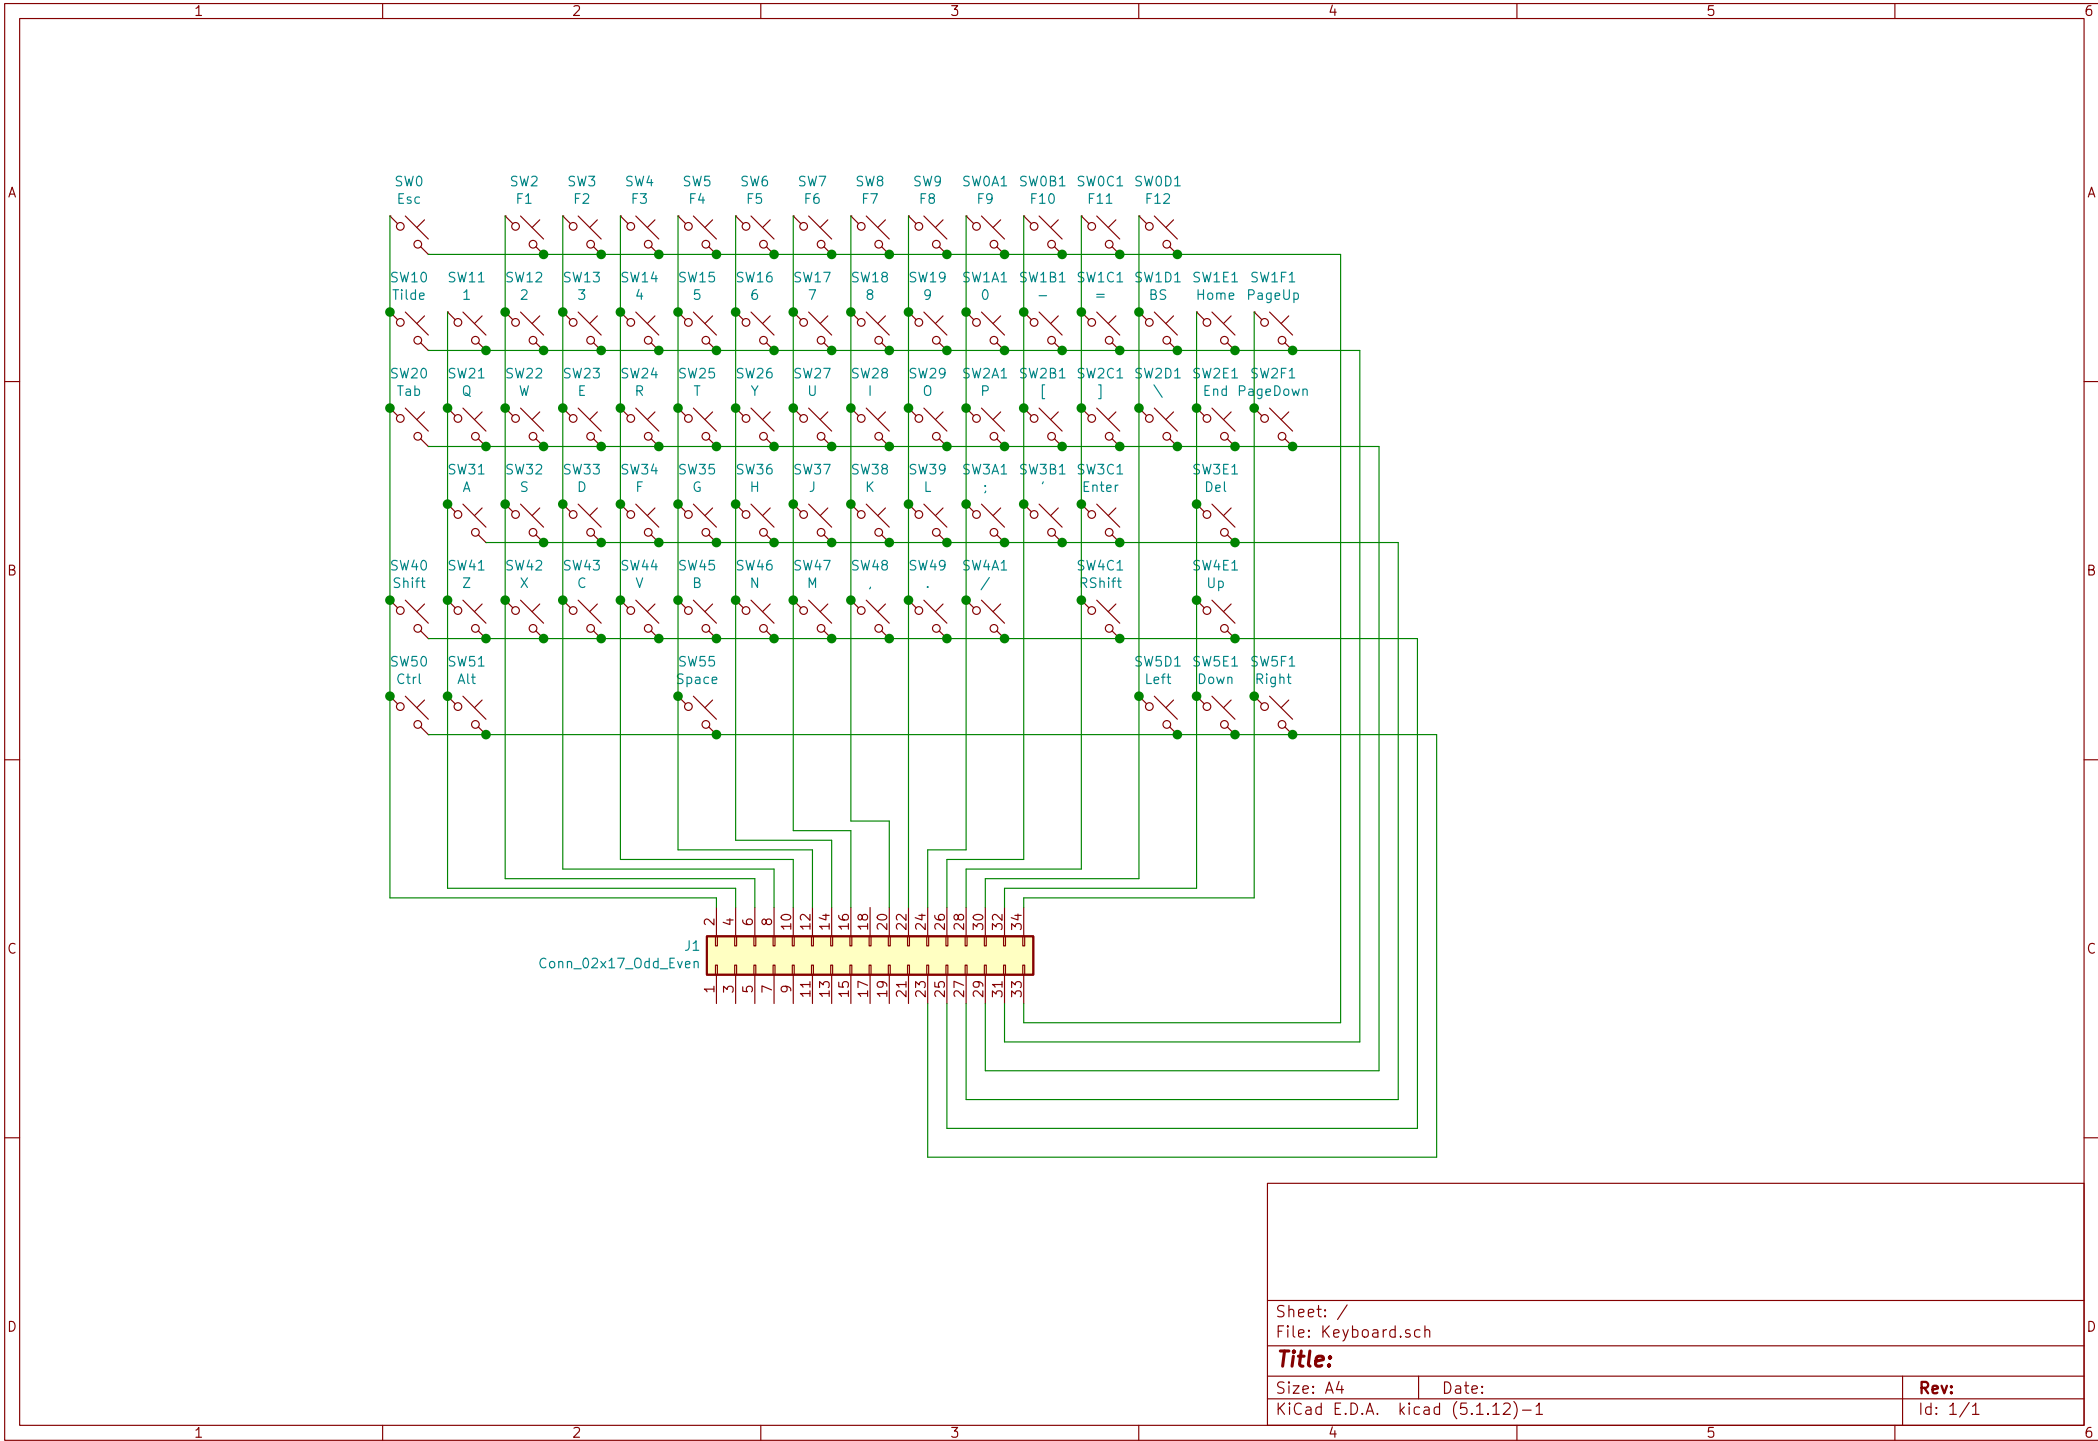 1 2 3 4 5 6
A A
SW0 SW2 SW3 SW4 SW5 SW6 SW7 SW8 SW9 SW0A1 SW0B1 SW0C1 SW0D1
Esc F1 F2 F3 F4 F5 F6 F7 F8 F9 F10 F11 F12
SW10 SW11 SW12 SW13 SW14 SW15 SW16 SW17 SW18 SW19 SW1A1 SW1B1 SW1C1 SW1D1 SW1E1 SW1F1
Tilde 1 2 3 4 5 6 7 8 9 0 - = BS Home PageUp
SW20 SW21 SW22 SW23 SW24 SW25 SW26 SW27 SW28 SW29 SW2A1 SW2B1 SW2C1 SW2D1 SW2E1 SW2F1
Tab Q W E R T Y U I O P [ ] \ End PageDown
SW31 SW32 SW33 SW34 SW35 SW36 SW37 SW38 SW39 SW3A1 SW3B1 SW3C1 SW3E1
A S D F G H J K L ; ' Enter Del
B B
SW40 SW41 SW42 SW43 SW44 SW45 SW46 SW47 SW48 SW49 SW4A1 SW4C1 SW4E1
Shift Z X C V B N M , . / RShift Up
SW50 SW51 SW55 SW5D1 SW5E1 SW5F1
Ctrl Alt Space Left Down Right
2 4 6 8 10 12 14 16 18 20 22 24 26 28 30 32 34
C C
J1
Conn_02x17_Odd_Even
1 3 5 7 9 11 13 15 17 19 21 23 25 27 29 31 33
Sheet: /
File: Keyboard.sch
D D
Title:
Size: A4 Date: Rev:
KiCad E.D.A. kicad (5.1.12)-1 Id: 1/1
1 2 3 4 5 6